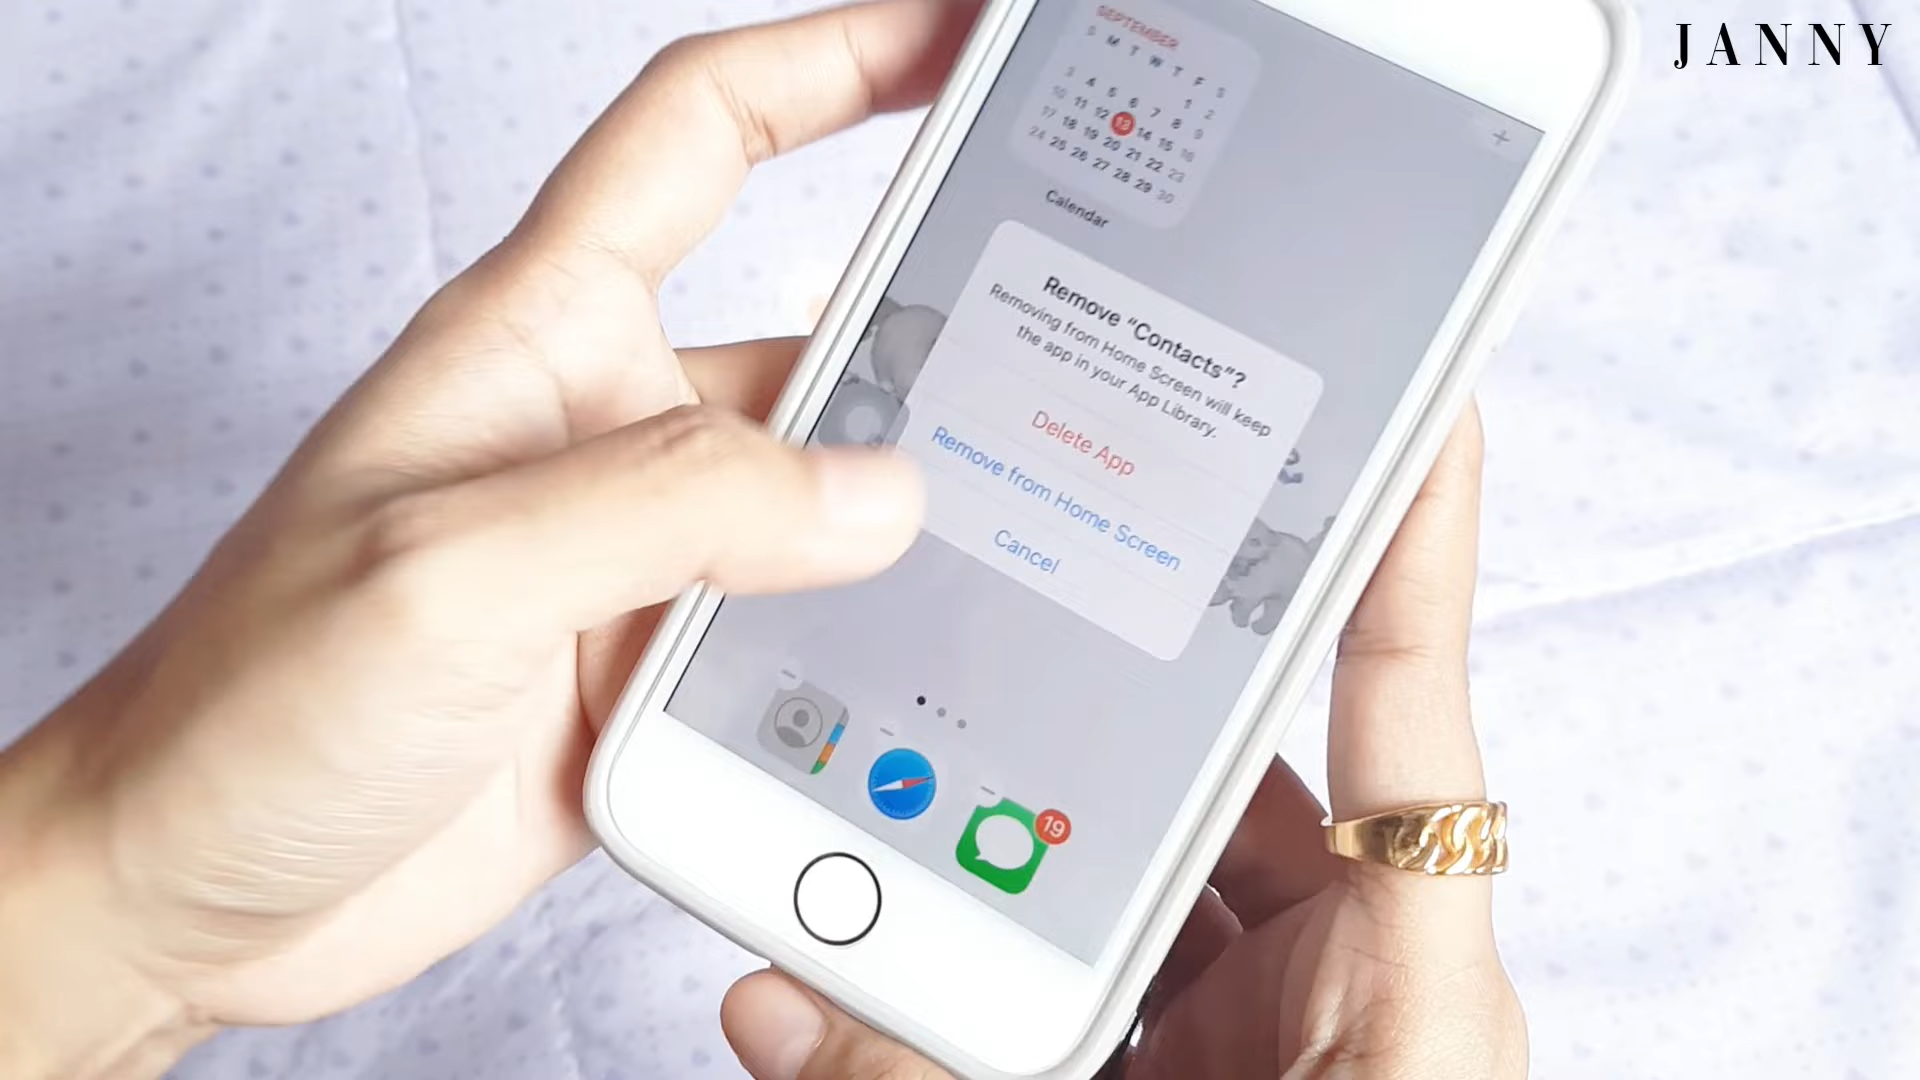 JANNY
SEPTEMBER
S M T W T F S
1 2
3 4 5 6 7 8 9
10 11 12 13 14 15 16
17 18 19 20 21 22 23
24 25 26 27 28 29 30
Calendar
Remove “Contacts”?
Removing from Home Screen will keep
the app in your App Library.
Delete App
Remove from Home Screen
Cancel
19